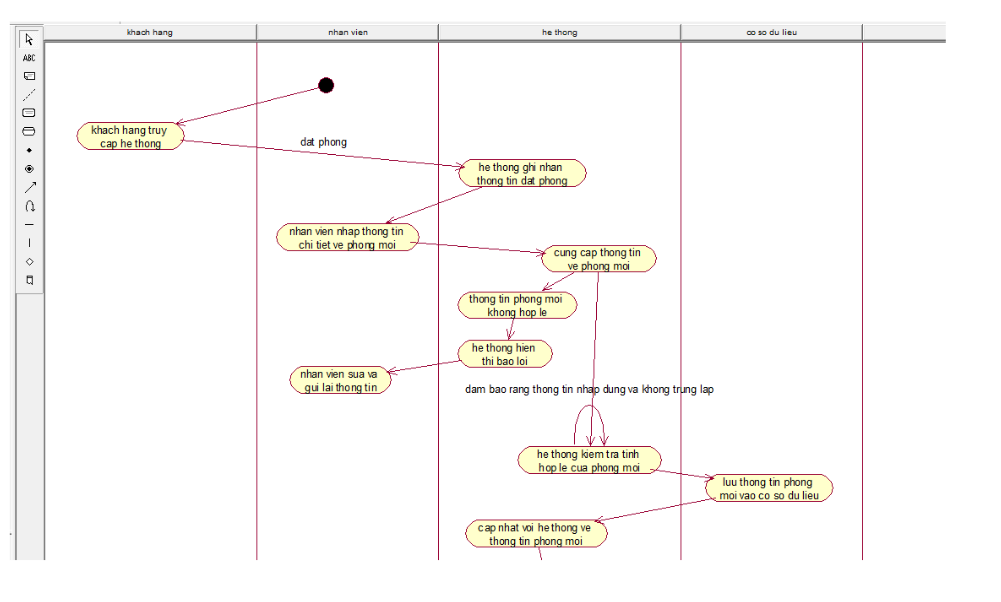 khach hang
nhan vien
he thong
co so du lieu
ABC
khach hang truy
cap he thong
dat phong
he thong ghi nhan
thong tin dat phong
nhan vien nhap thong tin
chi tiet ve phong moi
cung cap thong tin
ve phong moi
thong tin phong moi
khong hop le
he thong hien
thi bao loi
nhan vien sua va
gui lai thong tin
dam bao rang thong tin nhap dung va khong trung lap
he thong kiem tra tinh
hop le cua phong moi
luu thong tin phong
moi vao co so du lieu
cap nhat voi he thong ve
thong tin phong moi